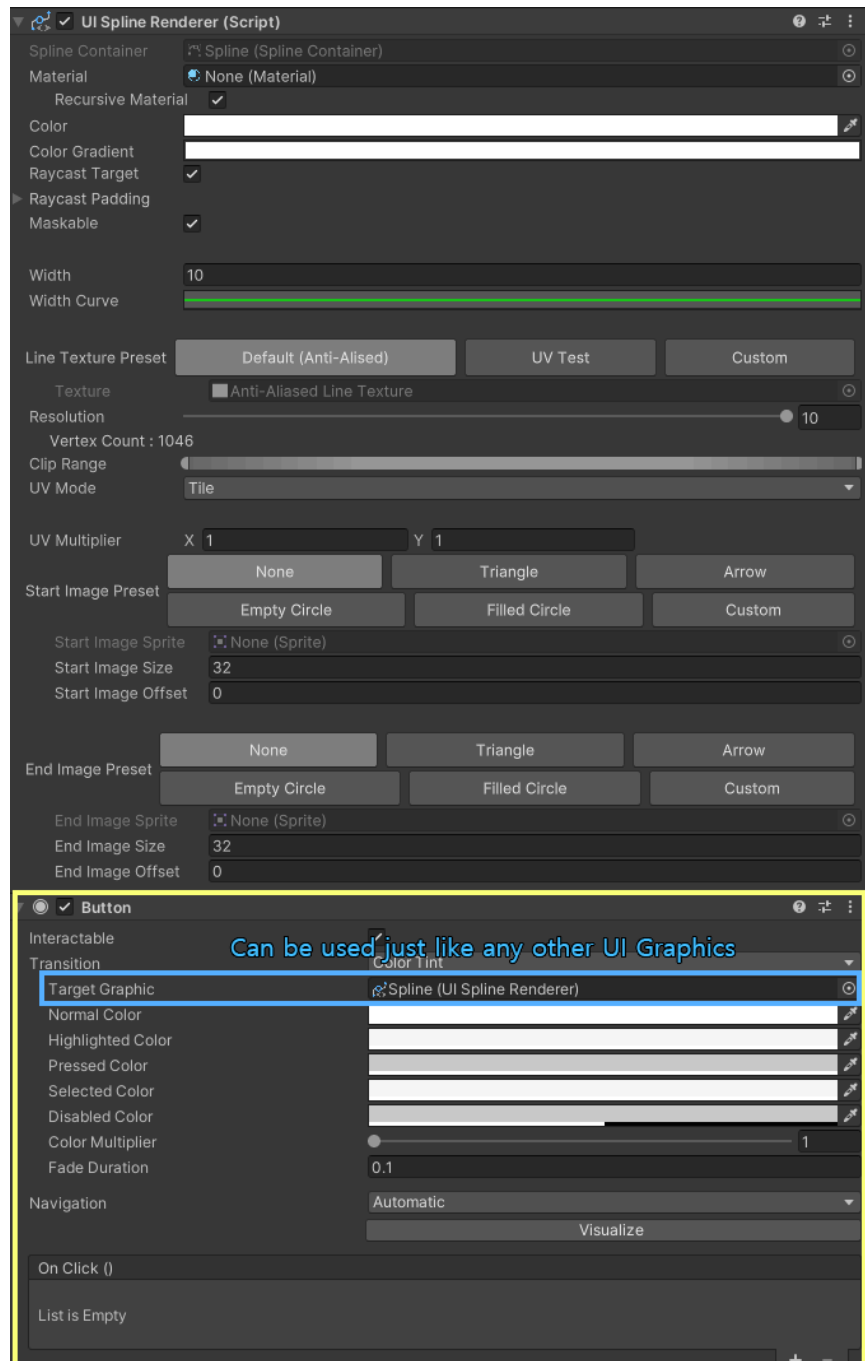 UI Spline Renderer (Script)
Spline Container Spline (Spline Container)
Material None (Material)
Recursive Material
Color
Color Gradient
Raycast Target
Raycast Padding
Maskable
Width 10
Width Curve
Line Texture Preset Default (Anti-Alised) UV Test Custom
Texture Anti-Aliased Line Texture
Resolution 10
Vertex Count : 1046
Clip Range
UV Mode Tile
UV Multiplier X 1 Y 1
Start Image Preset None Triangle Arrow
Empty Circle Filled Circle Custom
Start Image Sprite None (Sprite)
Start Image Size 32
Start Image Offset 0
End Image Preset None Triangle Arrow
Empty Circle Filled Circle Custom
End Image Sprite None (Sprite)
End Image Size 32
End Image Offset 0
Button
Interactable
Can be used just like any other UI Graphics
Transition Color Tint
Target Graphic Spline (UI Spline Renderer)
Normal Color
Highlighted Color
Pressed Color
Selected Color
Disabled Color
Color Multiplier 1
Fade Duration 0.1
Navigation Automatic
Visualize
On Click ()
List is Empty